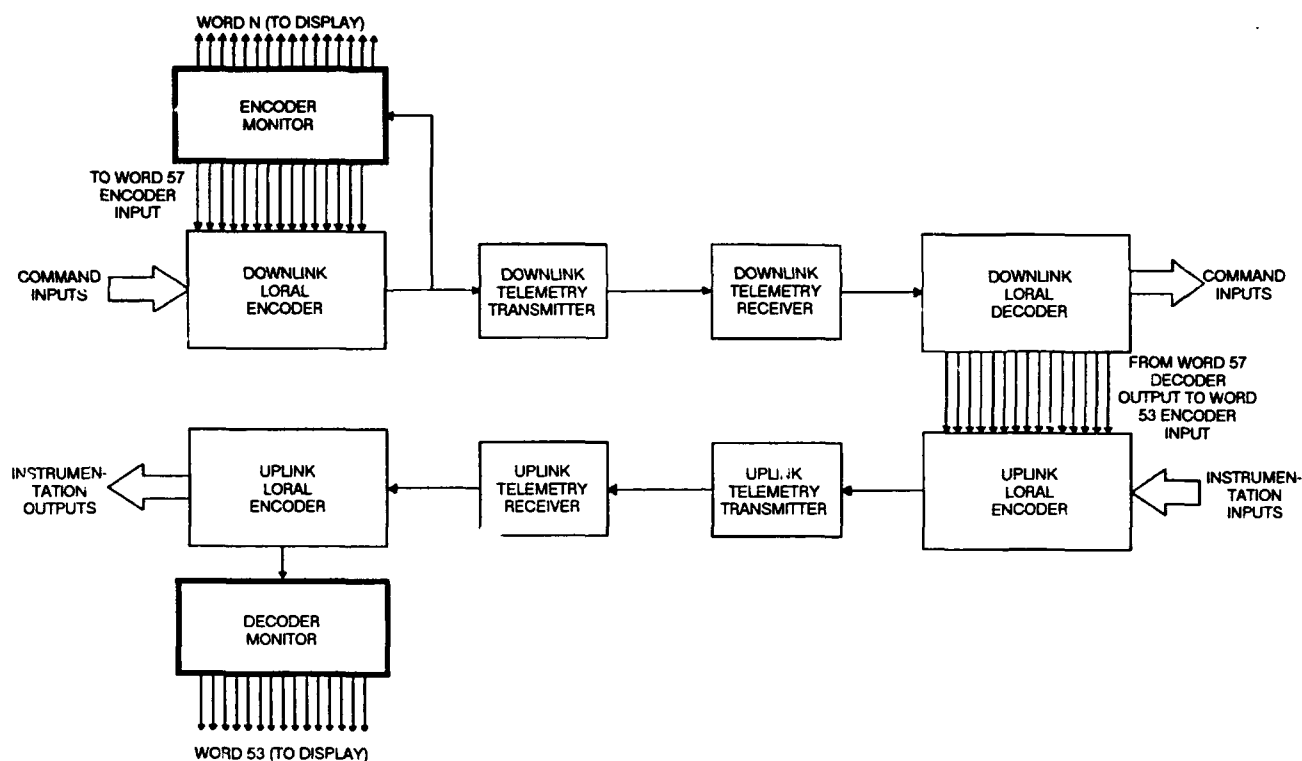 WORD N (TO DISPLAY)
ENCODER
MONITOR
TO WORD 57
ENCODER
INPUT
COMMAND
INPUTS
DOWNLINK
LORAL
ENCODER
DOWNLINK
TELEMETRY
TRANSMITTER
DOWNLINK
TELEMETRY
RECEIVER
DOWNLINK
LORAL
DECODER
COMMAND
INPUTS
FROM WORD 57
DECODER
OUTPUT TO WORD
53 ENCODER
INPUT
INSTRUMEN-
TATION
OUTPUTS
UPLINK
LORAL
ENCODER
UPLINK
TELEMETRY
RECEIVER
UPLINK
TELEMETRY
TRANSMITTER
UPLINK
LORAL
ENCODER
INSTRUMEN-
TATION
INPUTS
DECODER
MONITOR
WORD 53 (TO DISPLAY)